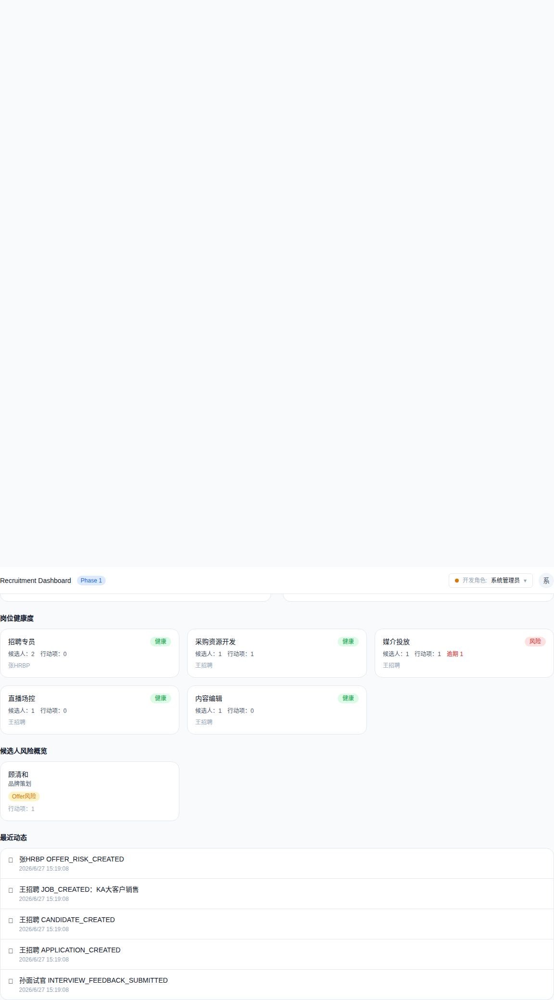 Recruitment Dashboard Phase 1 开发角色: 系统管理员 ▾ 系
岗位健康度
招聘专员 健康
候选人：2 行动项：0
张HRBP
采购资源开发 健康
候选人：1 行动项：1
王招聘
媒介投放 风险
候选人：1 行动项：1 逾期 1
王招聘
直播场控 健康
候选人：1 行动项：0
王招聘
内容编辑 健康
候选人：1 行动项：0
王招聘
候选人风险概览
顾清和
品牌策划
Offer风险
行动项：1
最近动态
张HRBP OFFER_RISK_CREATED
2026/6/27 15:19:08
王招聘 JOB_CREATED：KA大客户销售
2026/6/27 15:19:08
王招聘 CANDIDATE_CREATED
2026/6/27 15:19:08
王招聘 APPLICATION_CREATED
2026/6/27 15:19:08
孙面试官 INTERVIEW_FEEDBACK_SUBMITTED
2026/6/27 15:19:08